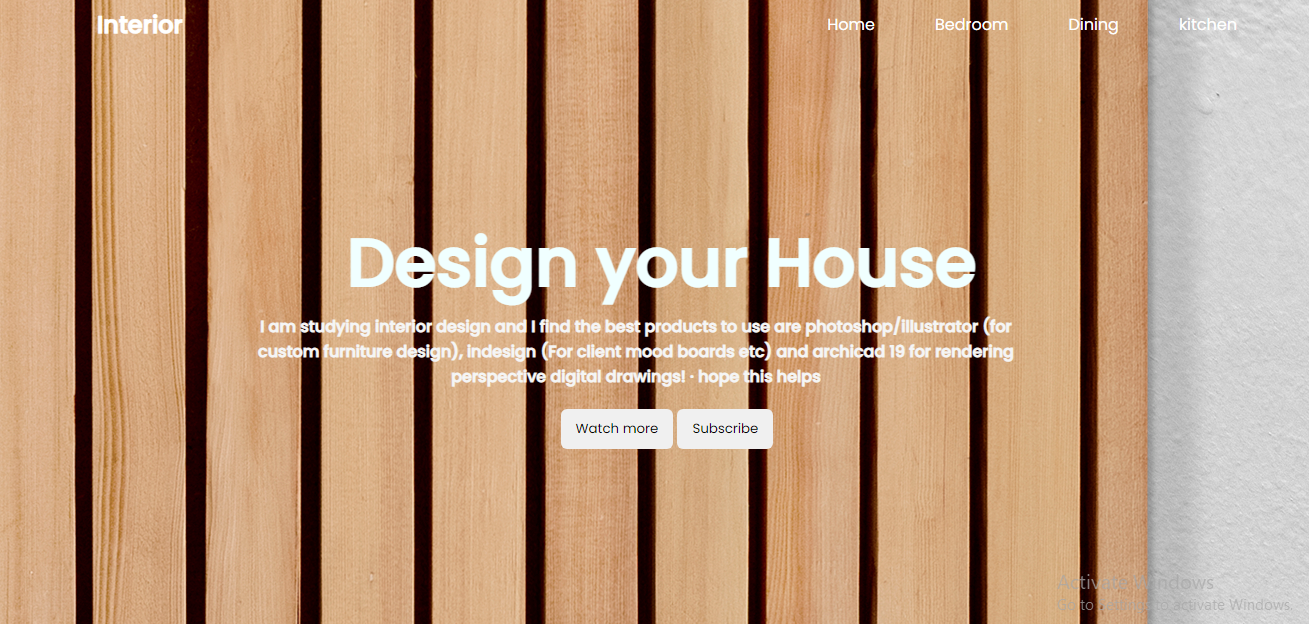 Interior
Home Bedroom Dining kitchen
Design your House
I am studying interior design and I find the best products to use are photoshop/illustrator (for
custom furniture design), indesign (For client mood boards etc) and archicad 19 for rendering
perspective digital drawings! · hope this helps
Watch more Subscribe
Activate Windows
Go to to activate Windows.